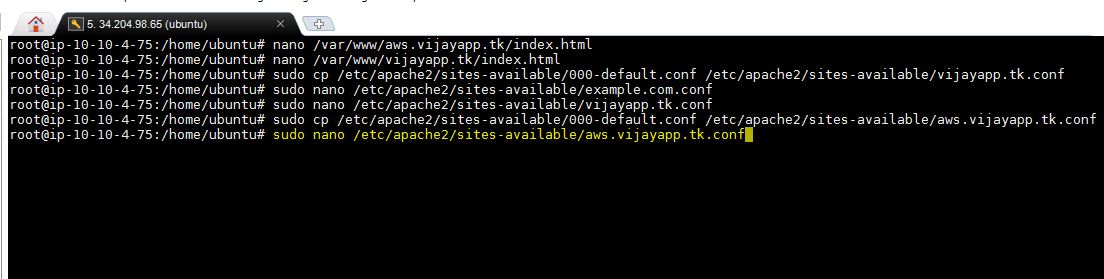 5. 34.204.98.65 (ubuntu)
root@ip-10-10-4-75:/home/ubuntu# nano /var/www/aws.vijayapp.tk/index.html
root@ip-10-10-4-75:/home/ubuntu# nano /var/www/vijayapp.tk/index.html
root@ip-10-10-4-75:/home/ubuntu# sudo cp /etc/apache2/sites-available/000-default.conf /etc/apache2/sites-available/vijayapp.tk.conf
root@ip-10-10-4-75:/home/ubuntu# sudo nano /etc/apache2/sites-available/example.com.conf
root@ip-10-10-4-75:/home/ubuntu# sudo nano /etc/apache2/sites-available/vijayapp.tk.conf
root@ip-10-10-4-75:/home/ubuntu# sudo cp /etc/apache2/sites-available/000-default.conf /etc/apache2/sites-available/aws.vijayapp.tk.conf
root@ip-10-10-4-75:/home/ubuntu# sudo nano /etc/apache2/sites-available/aws.vijayapp.tk.conf